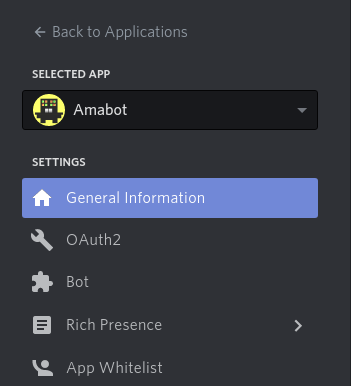 Back to Applications
SELECTED APP
Amabot
SETTINGS
General Information
OAuth2
Bot
Rich Presence
App Whitelist